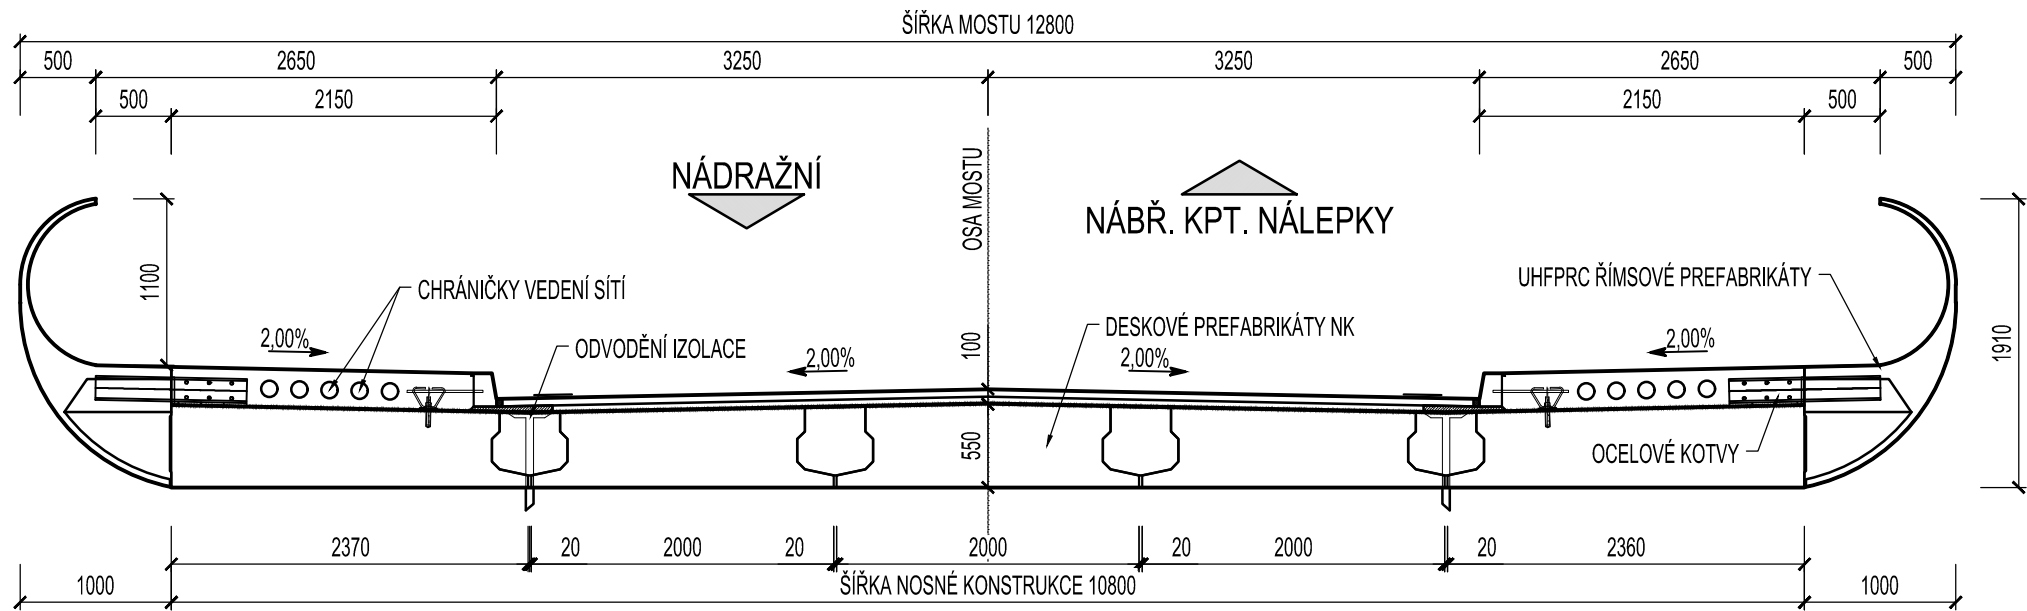 ŠÍŘKA MOSTU 12800
500 2650 3250 3250 2650 500
500 2150 2150 500
NÁDRAŽNÍ
OSA MOSTU
NÁBŘ. KPT. NÁLEPKY
1100
CHRÁNIČKY VEDENÍ SÍTÍ
UHFPRC ŘÍMSOVÉ PREFABRIKÁTY
DESKOVÉ PREFABRIKÁTY NK
2,00% ODVODĚNÍ IZOLACE 2,00% 100 2,00% 2,00%
1910
550
OCELOVÉ KOTVY
2370 20 2000 20 2000 20 2000 20 2360
1000 ŠÍŘKA NOSNÉ KONSTRUKCE 10800 1000